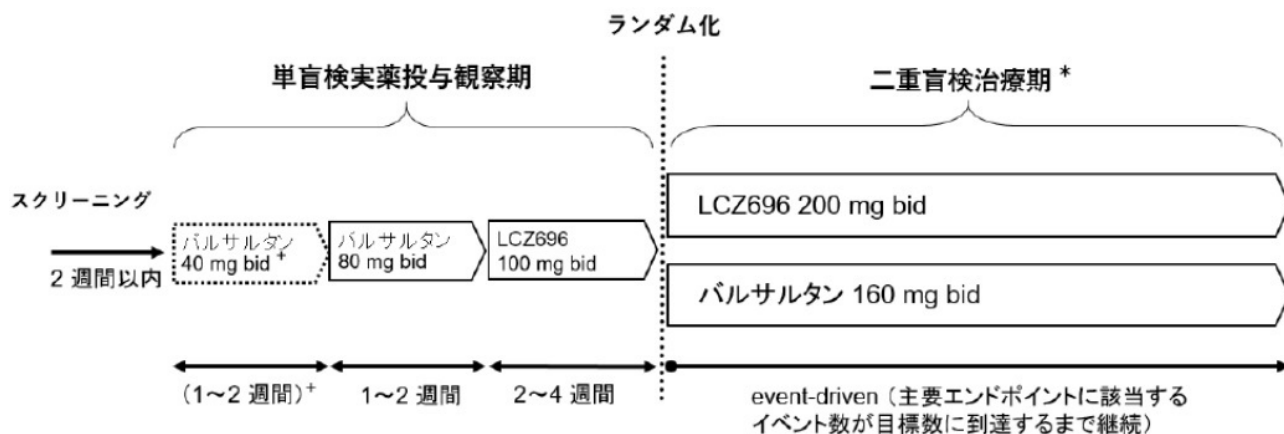 ランダム化
単盲検実薬投与観察期
二重盲検治療期 *
スクリーニング
2 週間以内
バルサルタン
40 mg bid +
バルサルタン
80 mg bid
LCZ696
100 mg bid
LCZ696 200 mg bid
バルサルタン 160 mg bid
(1～2 週間)+
1～2 週間
2～4 週間
event-driven（主要エンドポイントに該当する
イベント数が目標数に到達するまで継続）